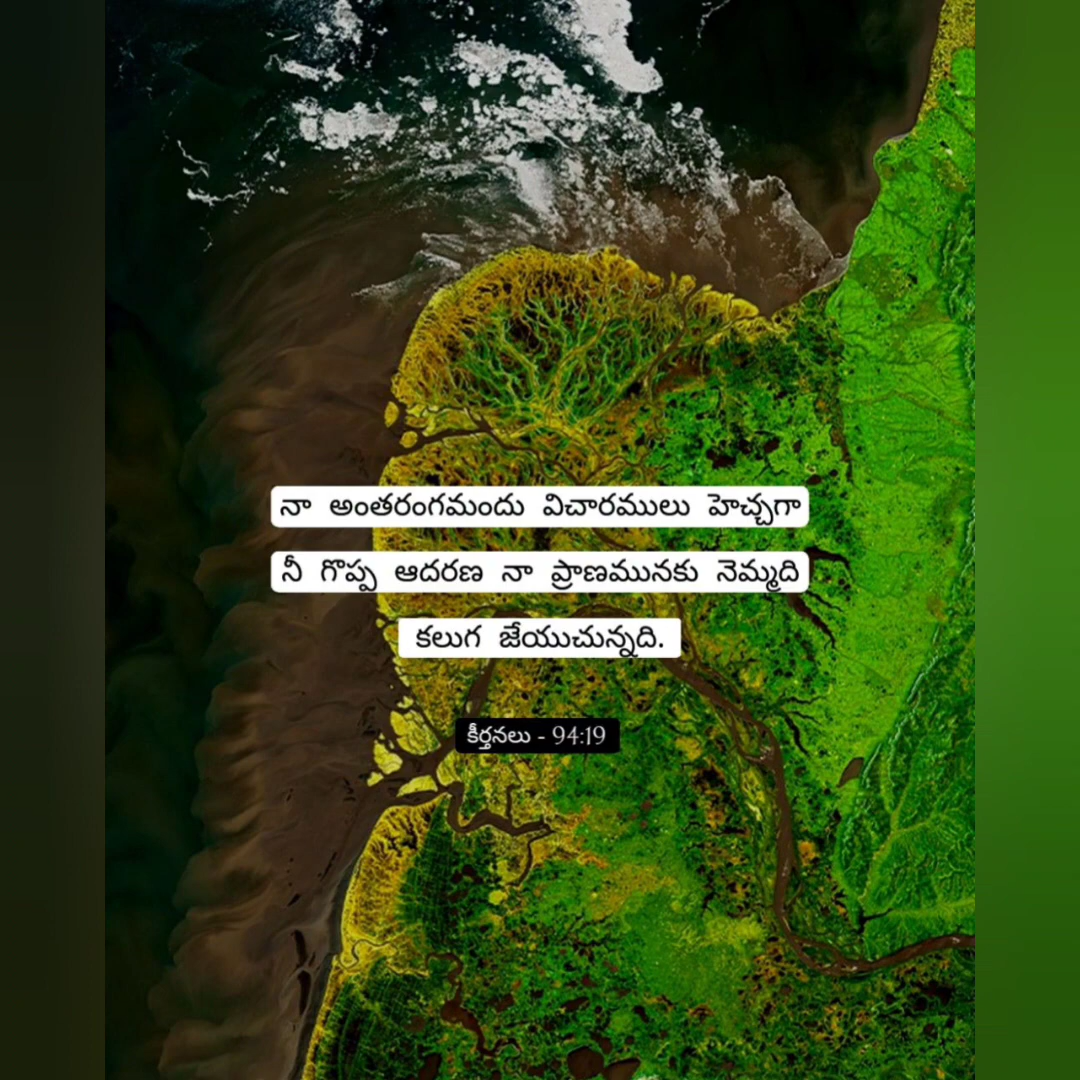 నా అంతరంగమందు విచారములు హెచ్చగా
నీ గొప్ప ఆదరణ నా ప్రాణమునకు నెమ్మది
కలుగ జేయుచున్నది.
కీర్తనలు - 94:19